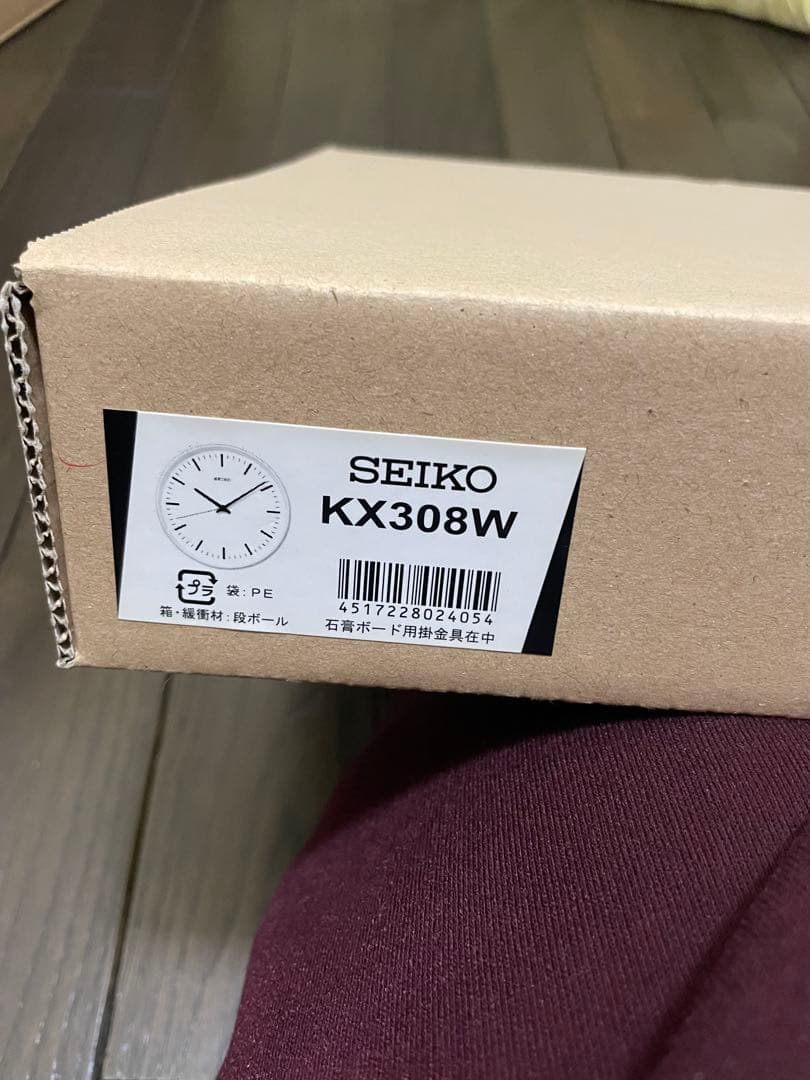 SEIKO
SEIKO
KX308W
プラ 袋:PE
箱・緩衝材:段ボール
4517228024054
石膏ボード用掛金具在中